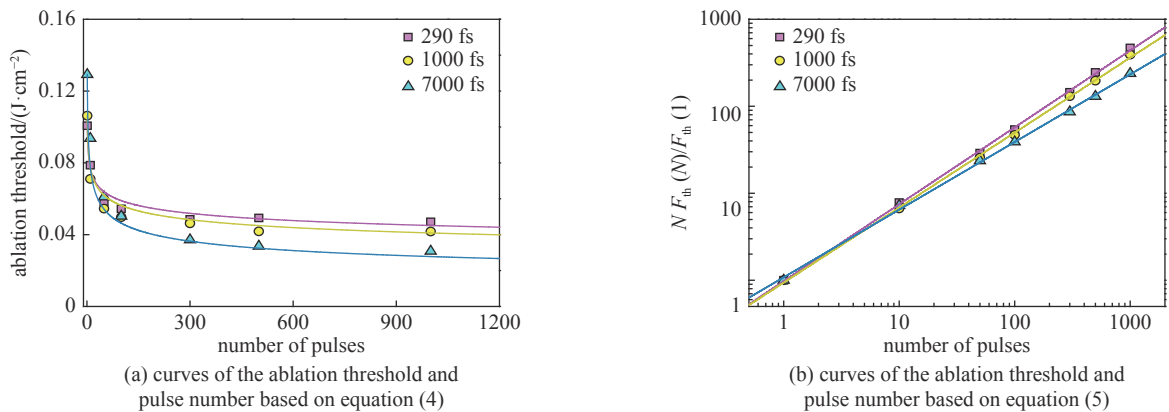 0.16
0.12
0.08
0.04
0
ablation threshold/(J·cm−2)
290 fs
1000 fs
7000 fs
0 300 600 900 1200
number of pulses
(a) curves of the ablation threshold and
pulse number based on equation (4)
1000
100
10
1
N Fth (N)/Fth (1)
290 fs
1000 fs
7000 fs
1 10 100 1000
number of pulses
(b) curves of the ablation threshold and
pulse number based on equation (5)